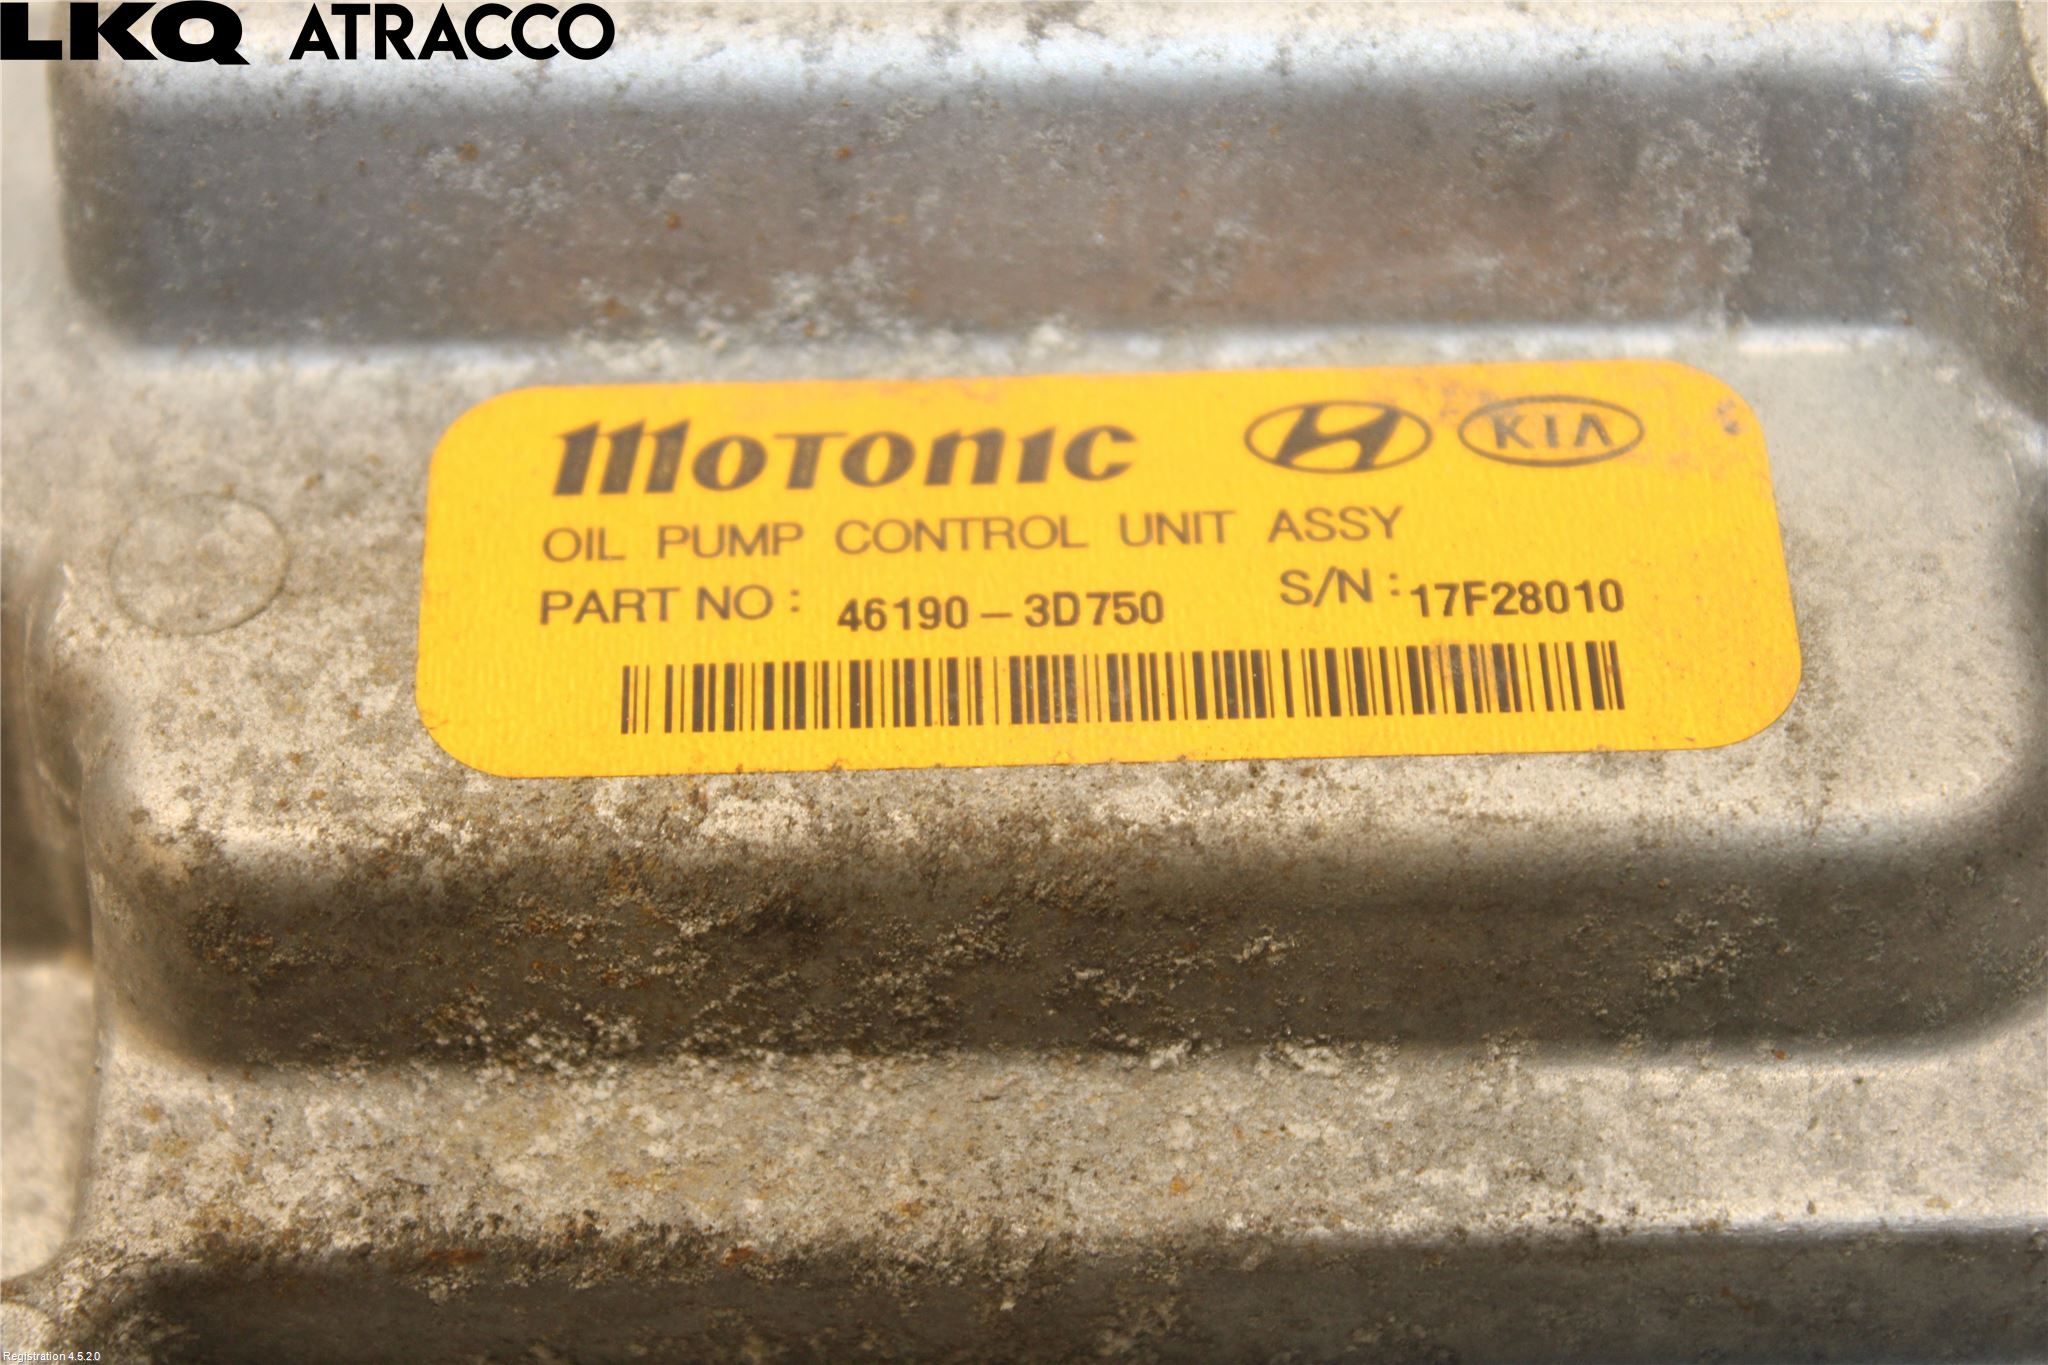 LKQ ATRACCO
MOTONIC KIA
OIL PUMP CONTROL UNIT ASSY
PART NO : 46190-3D750 S/N : 17F28010
Registration 4.5.2.0